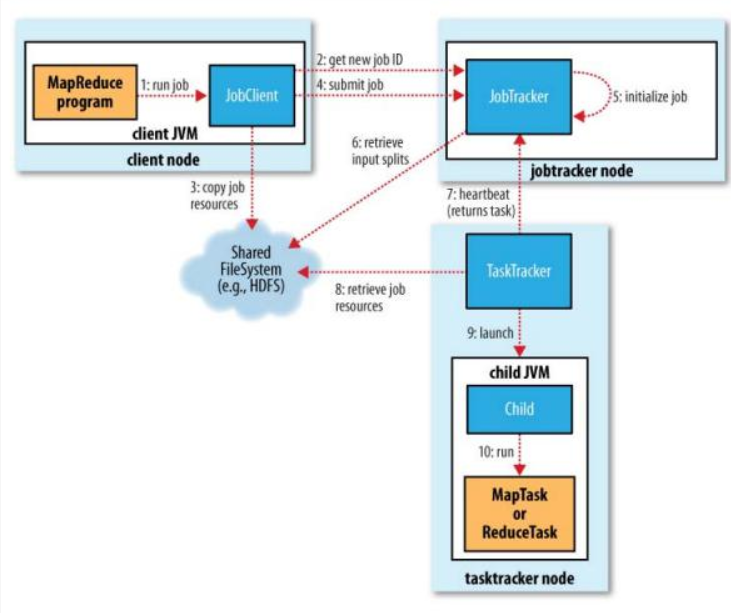 MapReduce
program
1: run job
JobClient
client JVM
client node
2: get new job ID
4: submit job
JobTracker
5: initialize job
jobtracker node
3: copy job
resources
6: retrieve
input splits
7: heartbeat
(returns task)
Shared
FileSystem
(e.g., HDFS)
8: retrieve job
resources
TaskTracker
9: launch
child JVM
Child
10: run
MapTask
or
ReduceTask
tasktracker node